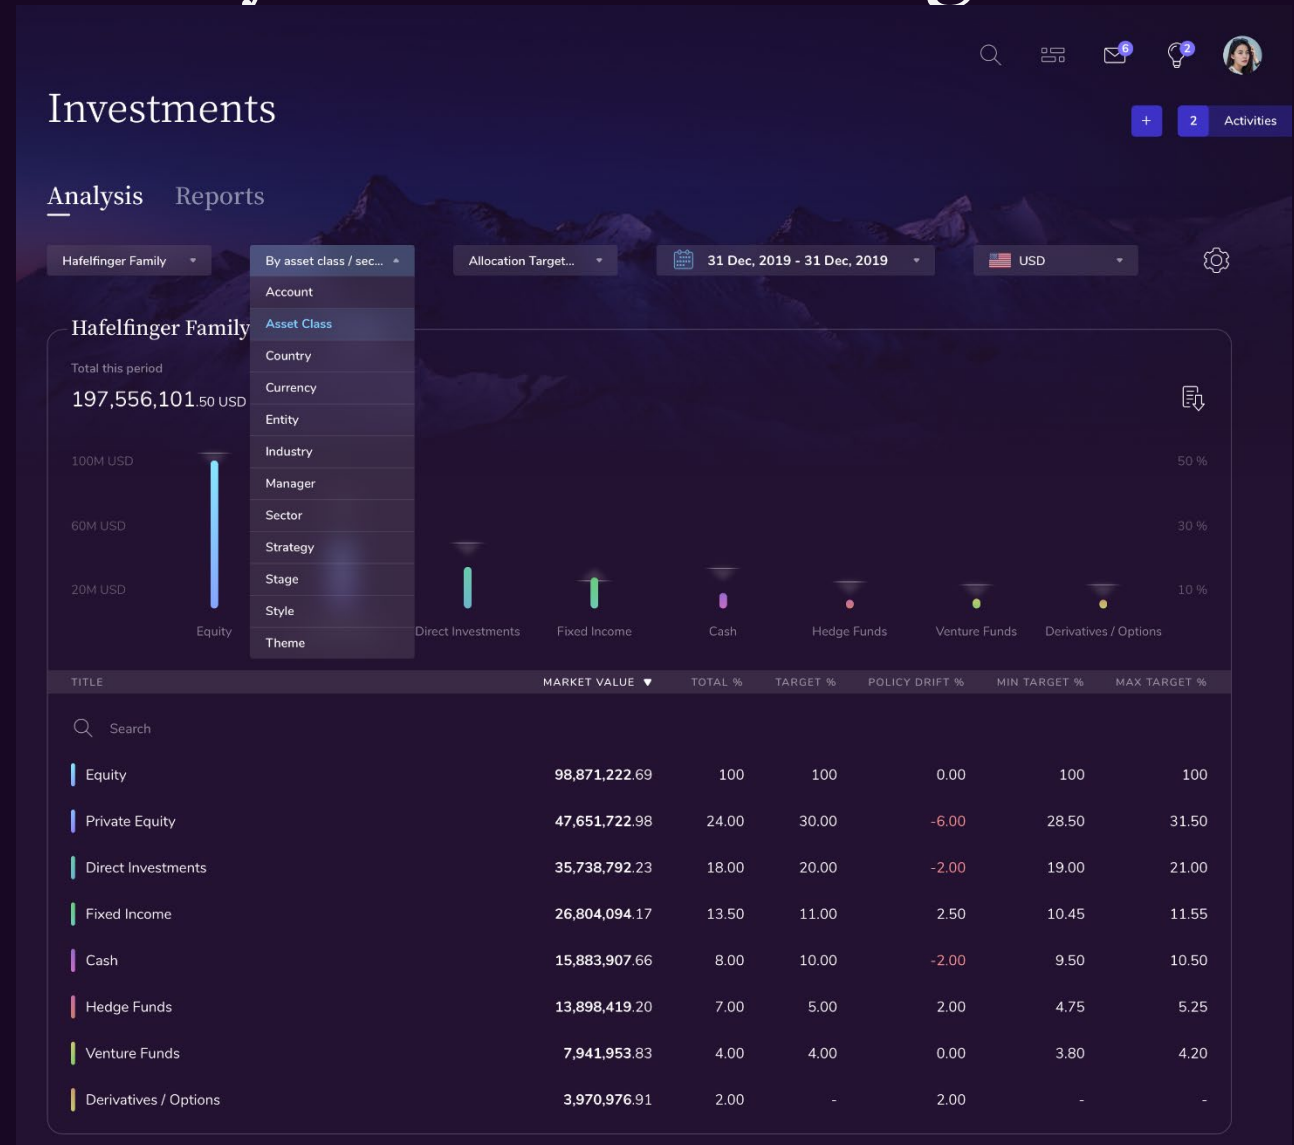 6
2
Investments
+
2 Activities
Analysis Reports
Hafelfinger Family By asset class / sec... Allocation Target... 31 Dec, 2019 - 31 Dec, 2019 USD
Account
Asset Class
Country
Currency
Entity
Industry
Manager
Sector
Strategy
Stage
Style
Theme
Hafelfinger Family
Total this period
197,556,101.50 USD
100M USD 50 %
60M USD 30 %
20M USD 10 %
Equity Direct Investments Fixed Income Cash Hedge Funds Venture Funds Derivatives / Options
TITLE MARKET VALUE ▼ TOTAL % TARGET % POLICY DRIFT % MIN TARGET % MAX TARGET %
Search
Equity 98,871,222.69 100 100 0.00 100 100
Private Equity 47,651,722.98 24.00 30.00 -6.00 28.50 31.50
Direct Investments 35,738,792.23 18.00 20.00 -2.00 19.00 21.00
Fixed Income 26,804,094.17 13.50 11.00 2.50 10.45 11.55
Cash 15,883,907.66 8.00 10.00 -2.00 9.50 10.50
Hedge Funds 13,898,419.20 7.00 5.00 2.00 4.75 5.25
Venture Funds 7,941,953.83 4.00 4.00 0.00 3.80 4.20
Derivatives / Options 3,970,976.91 2.00 - 2.00 - -